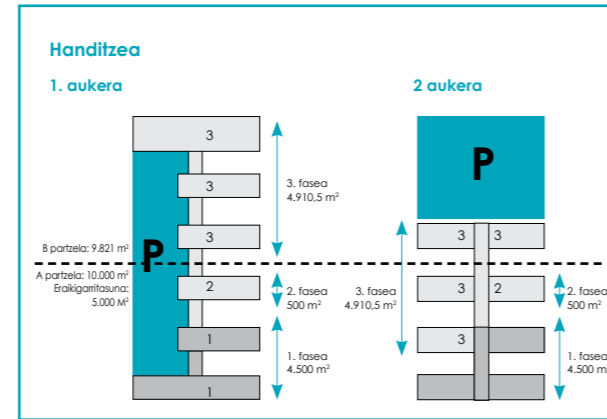 Handitzea
1. aukera
3
3
3
2
1
1
P
B partzela: 9.821 m²
A partzela: 10.000 m²
Eraikigarritasuna:
5.000 M²
3. fasea
4.910,5 m²
2. fasea
500 m²
1. fasea
4.500 m²
2 aukera
P
3 3
3 2
3
3. fasea
4.910,5 m²
2. fasea
500 m²
1. fasea
4.500 m²